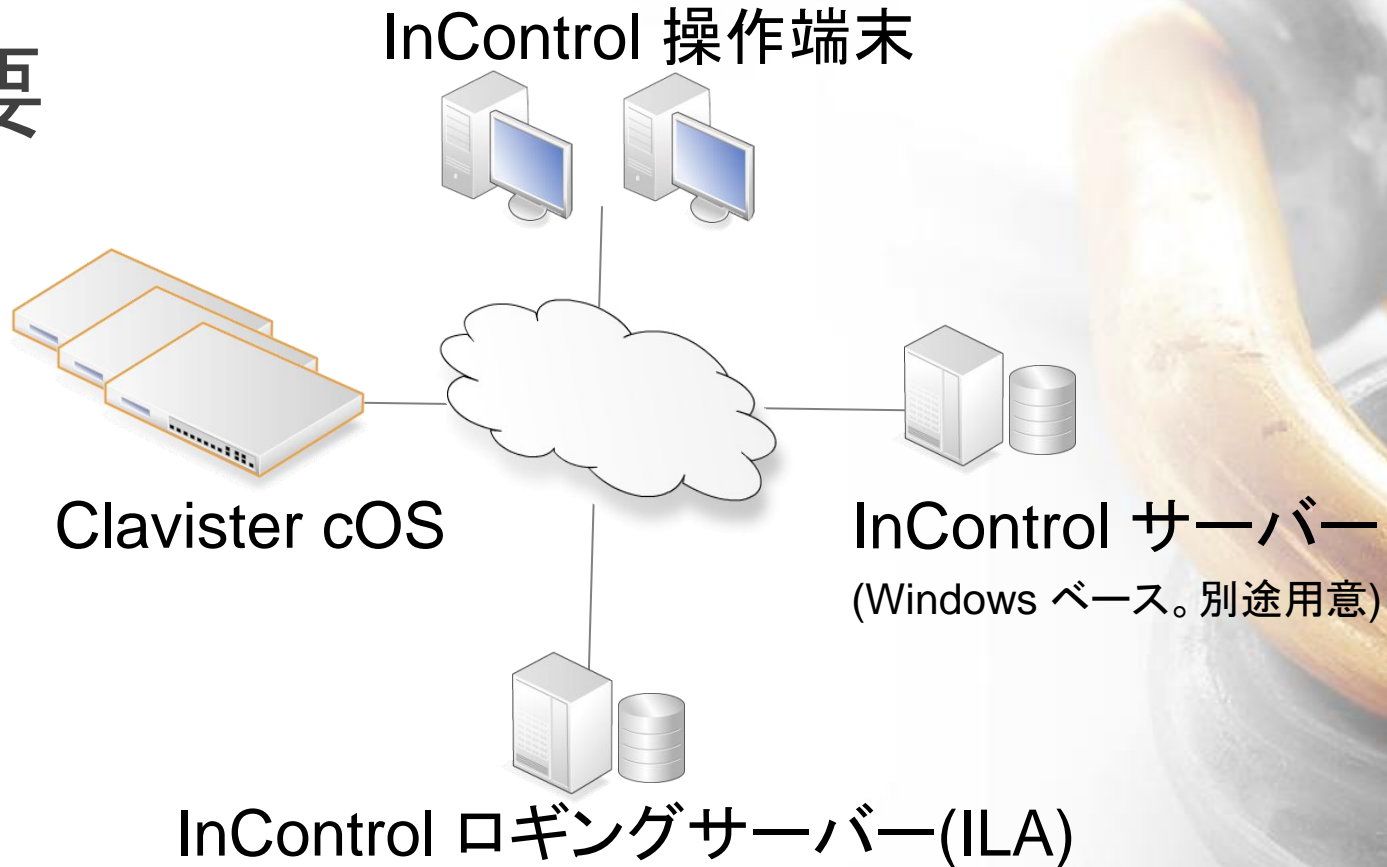 要
InControl 操作端末
Clavister cOS
InControl サーバー
(Windows ベース。別途用意)
InControl ロギングサーバー(ILA)